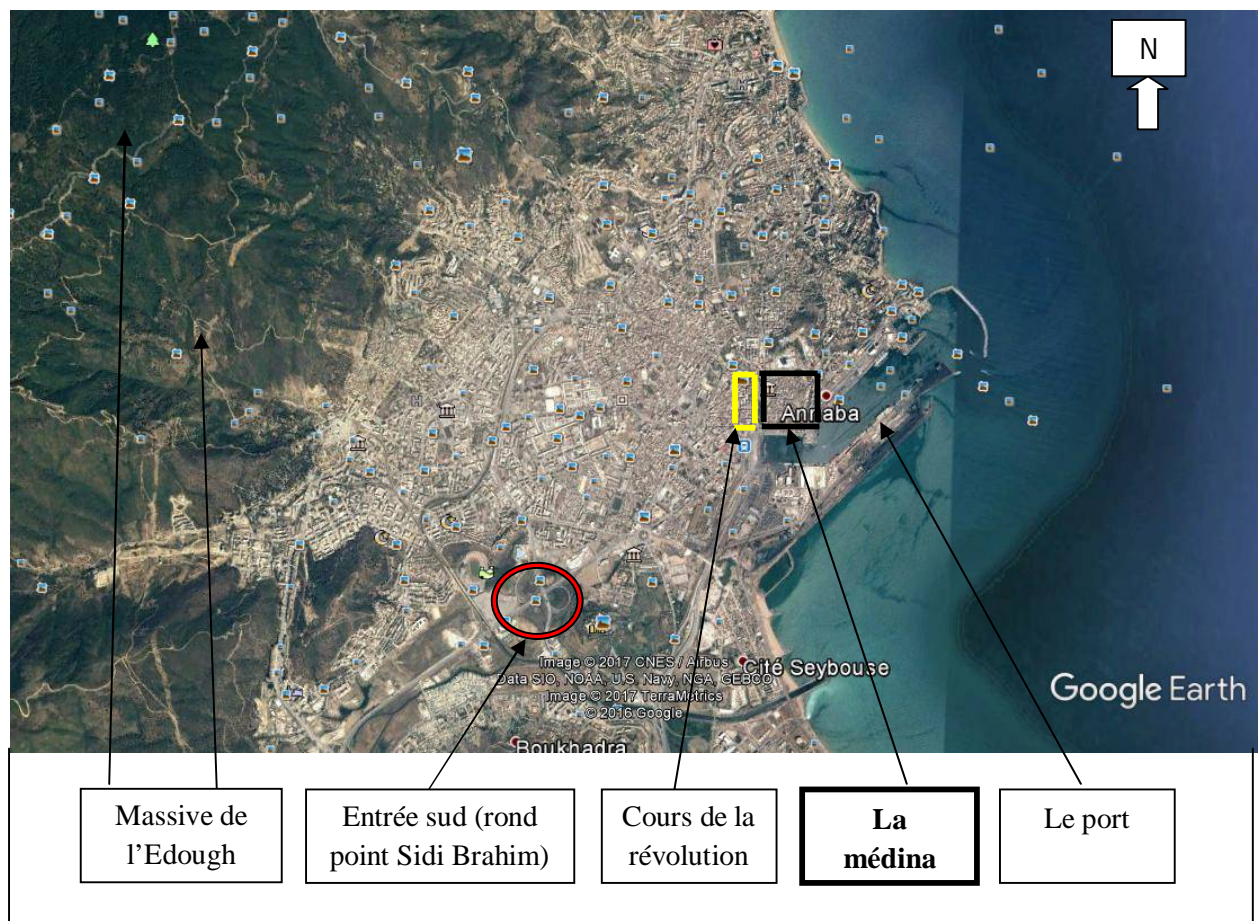 N
Annaba
Image © 2017 CNES / Airbus
Data SIO, NOAA, U.S. Navy, NGA, GEBCO
Image © 2017 TerraMetrics
© 2016 Google
Cité Seybouse
Google Earth
Boukhadra
Massive de
l’Edough
Entrée sud (rond
point Sidi Brahim)
Cours de la
révolution
La
médina
Le port